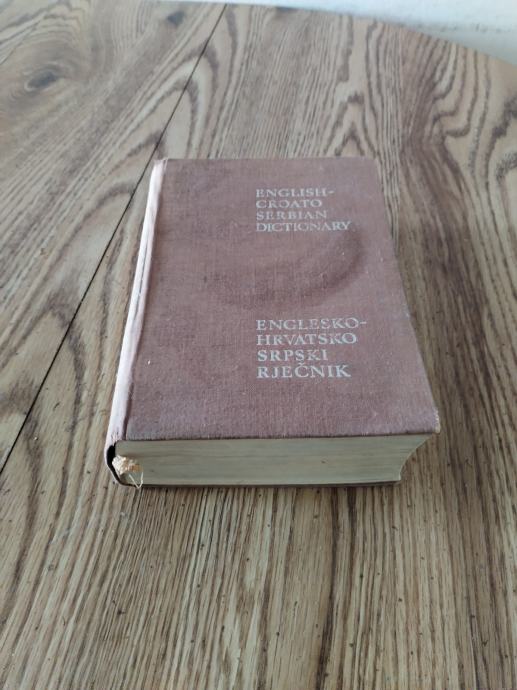 ENGLISH-
CROATO
SERBIAN
DICTIONARY
ENGLESKO-
HRVATSKO
SRPSKI
RJEČNIK